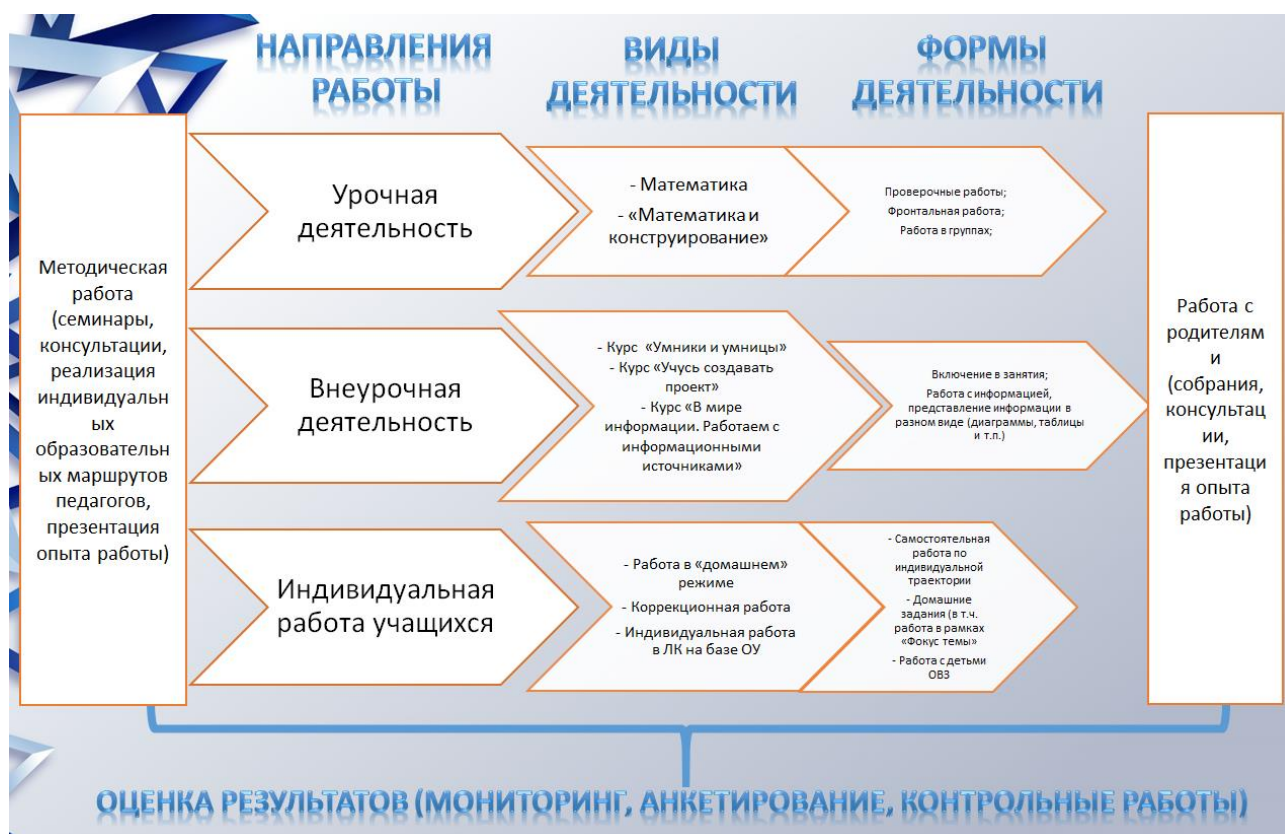 НАПРАВЛЕНИЯ
РАБОТЫ
ВИДЫ
ДЕЯТЕЛЬНОСТИ
ФОРМЫ
ДЕЯТЕЛЬНОСТИ
Методическая
работа
(семинары,
консультации,
реализация
индивидуальн
ых
образовательн
ых маршрутов
педагогов,
презентация
опыта работы)
Урочная
деятельность
- Математика
- «Математика и
конструирование»
Проверочные работы;
Фронтальная работа;
Работа в группах;
Внеурочная
деятельность
- Курс «Умники и умницы»
- Курс «Учусь создавать
проект»
- Курс «В мире
информации. Работаем с
информационными
источниками»
Включение в занятия;
Работа с информацией,
представление информации в
разном виде (диаграммы, таблицы
и т.п.)
Индивидуальная
работа учащихся
- Работа в «домашнем»
режиме
- Коррекционная работа
- Индивидуальная работа
в ЛК на базе ОУ
- Самостоятельная
работа по
индивидуальной
траектории
- Домашние
задания (в т.ч.
работа в рамках
«Фокус темы»
- Работа с детьми
ОВЗ
Работа с
родителям
и
(собрания,
консультац
ии,
презентаци
я опыта
работы)
ОЦЕНКА РЕЗУЛЬТАТОВ (МОНИТОРИНГ, АНКЕТИРОВАНИЕ, КОНТРОЛЬНЫЕ РАБОТЫ)